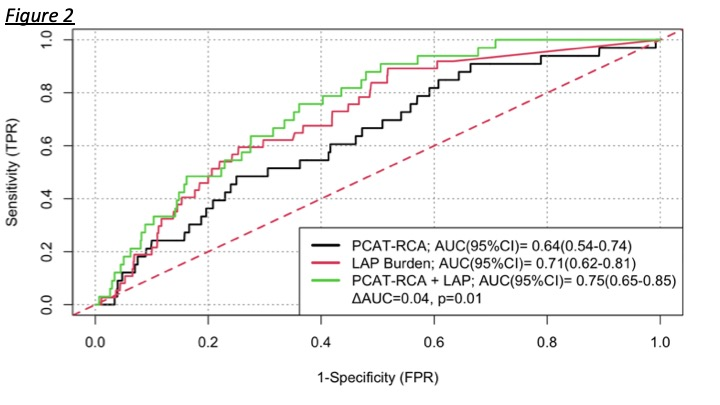 Figure 2
Sensitivity (TPR)
1.0
0.8
0.6
0.4
0.2
0.0
PCAT-RCA; AUC(95%CI)= 0.64(0.54-0.74)
LAP Burden; AUC(95%CI)= 0.71(0.62-0.81)
PCAT-RCA + LAP; AUC(95%CI)= 0.75(0.65-0.85)
ΔAUC=0.04, p=0.01
0.0 0.2 0.4 0.6 0.8 1.0
1-Specificity (FPR)